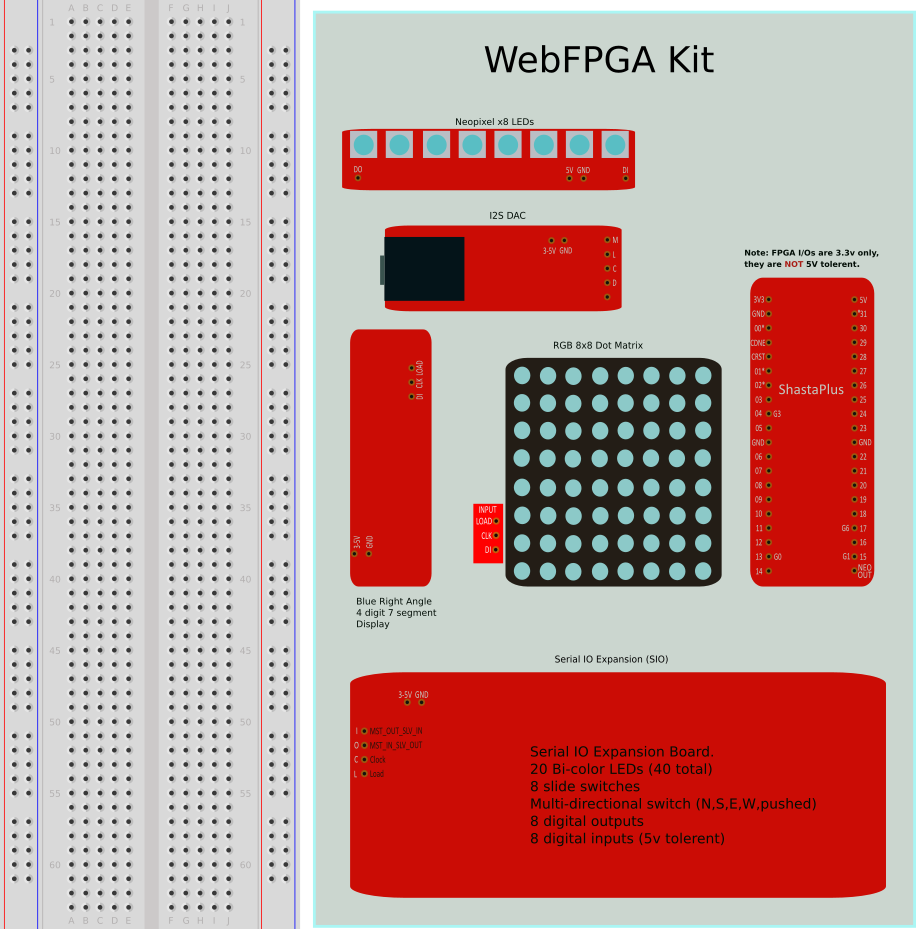 A B C D E F G H I J
1 1
5 5
10 10
15 15
20 20
25 25
30 30
35 35
40 40
45 45
50 50
55 55
60 60
A B C D E F G H I J
WebFPGA Kit
Neopixel x8 LEDs
DO 5V GND DI
I2S DAC
3-5V GND
M
L
C
D
Note: FPGA I/Os are 3.3v only,
they are NOT 5V tolerent.
3V3 5V
GND *31
00* 30
CDNE 29
CRST 28
01* 27
02* 26
ShastaPlus
03 25
04 G3 24
05 23
GND GND
06 22
07 21
08 20
09 19
10 18
11 G6 17
12 16
13 G0 G1 15
14 NEO
OUT
LOAD
CLK
DI
3-5V
GND
Blue Right Angle
4 digit 7 segment
Display
RGB 8x8 Dot Matrix
INPUT
LOAD
CLK
DI
Serial IO Expansion (SIO)
3-5V GND
I MST_OUT_SLV_IN
O MST_IN_SLV_OUT
C Clock
L Load
Serial IO Expansion Board.
20 Bi-color LEDs (40 total)
8 slide switches
Multi-directional switch (N,S,E,W,pushed)
8 digital outputs
8 digital inputs (5v tolerent)